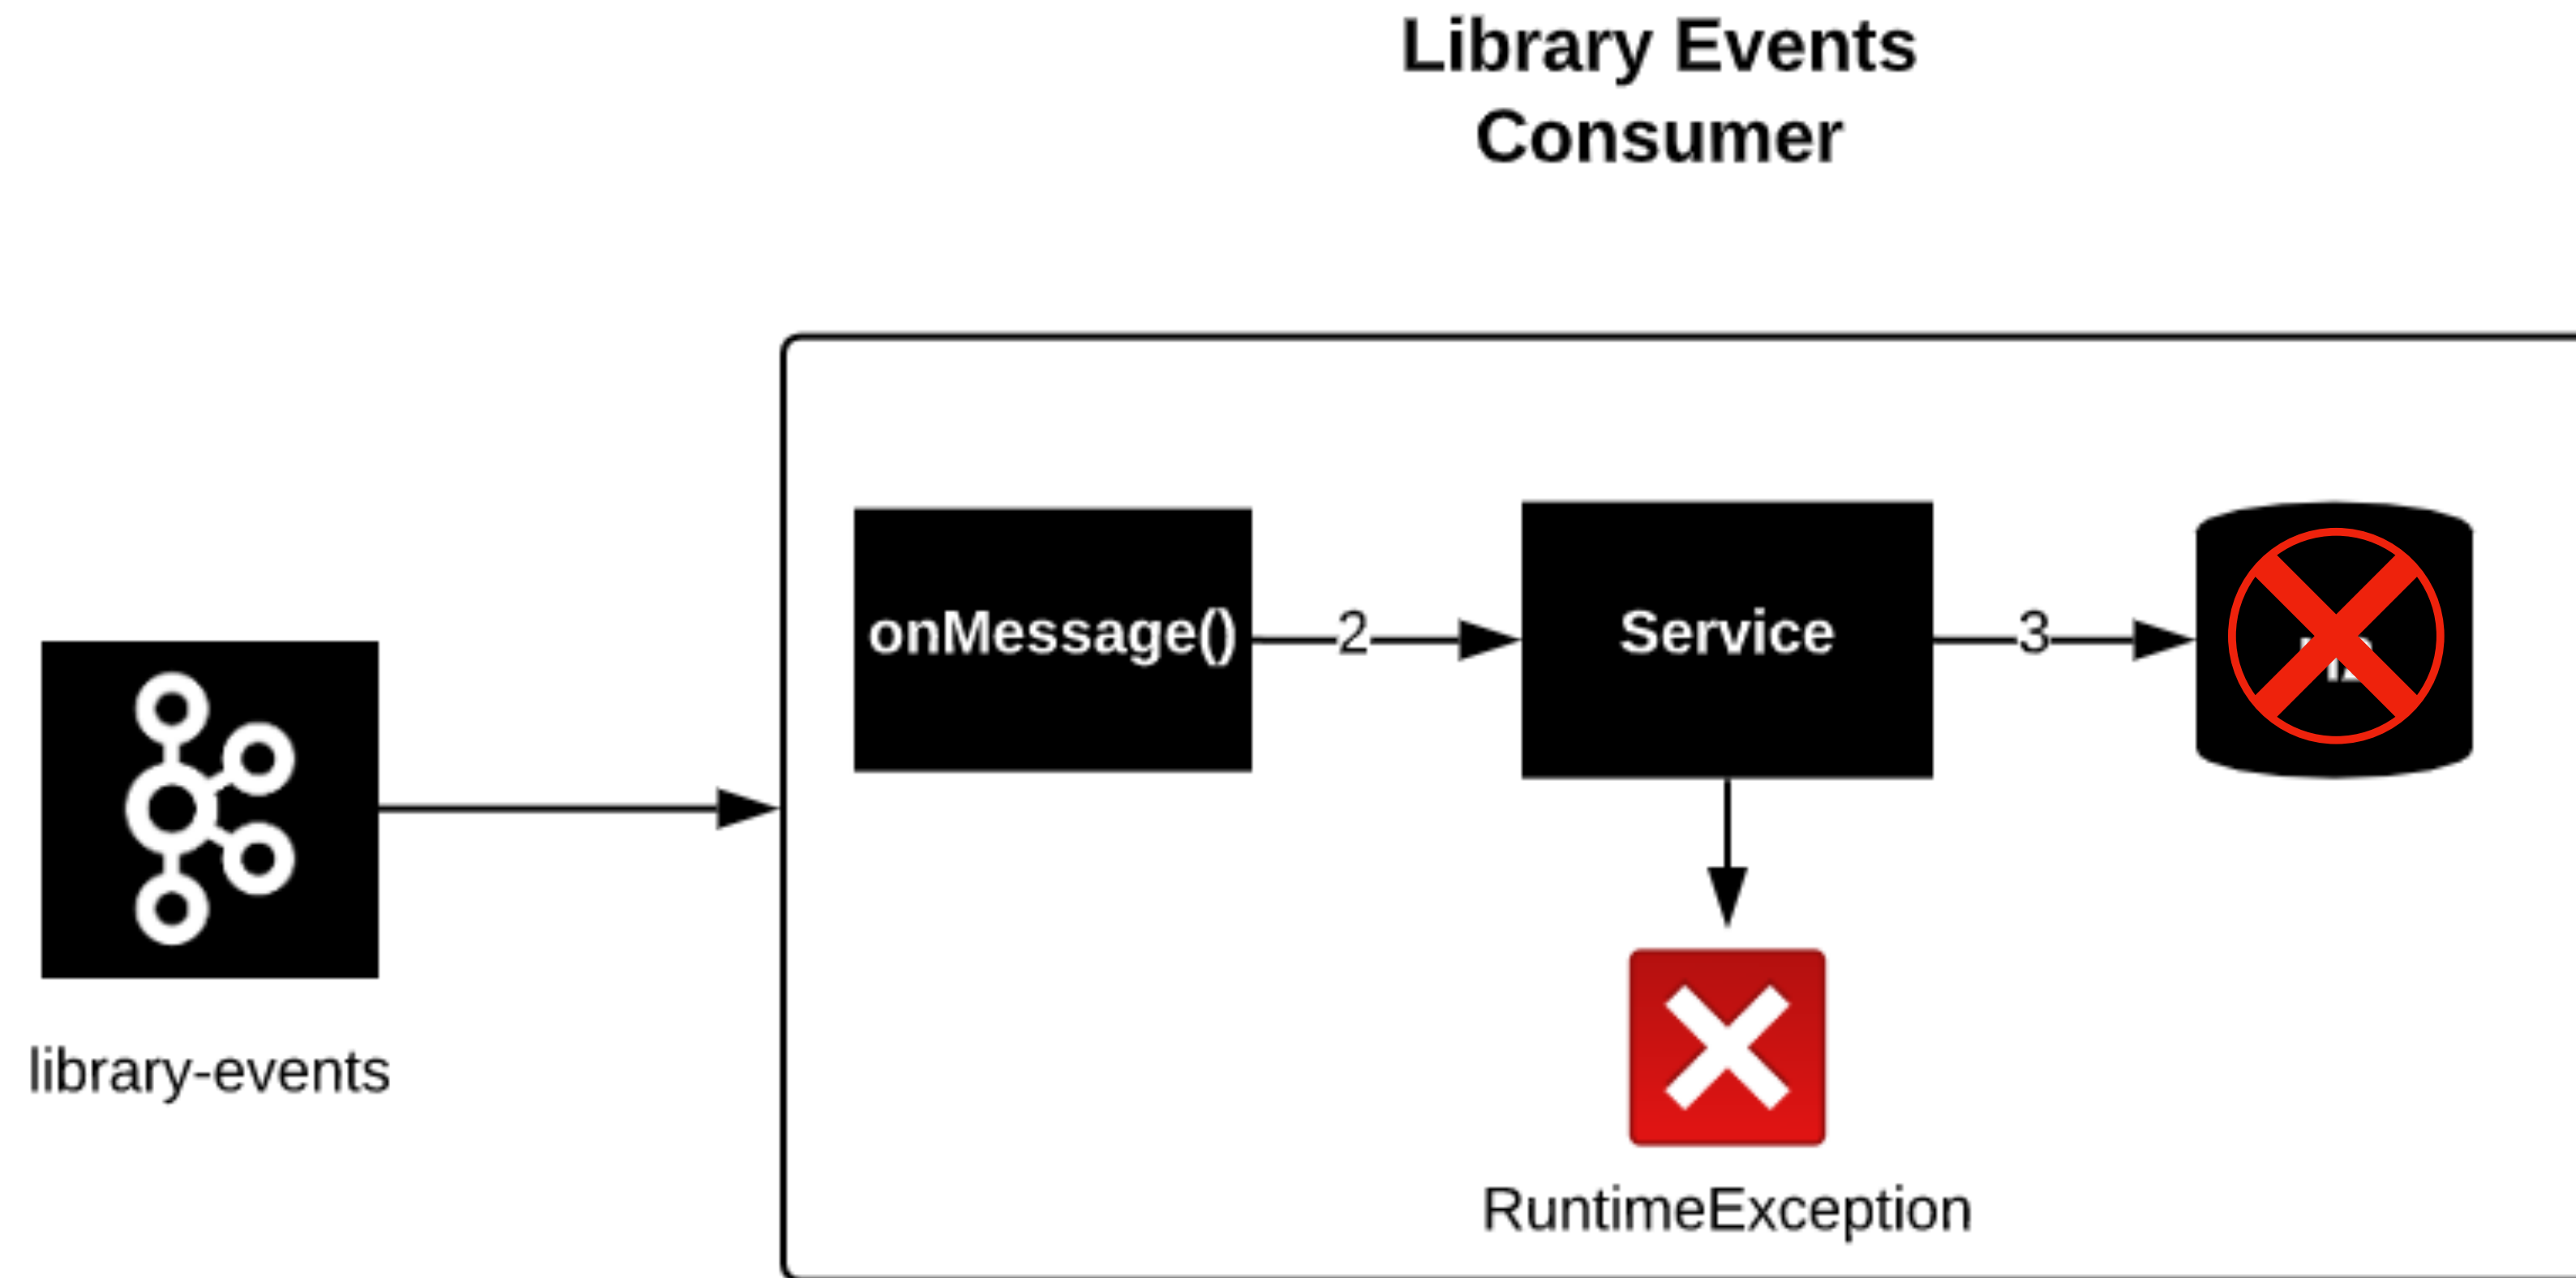 Library Events
Consumer
onMessage()
2
Service
3
library-events
RuntimeException